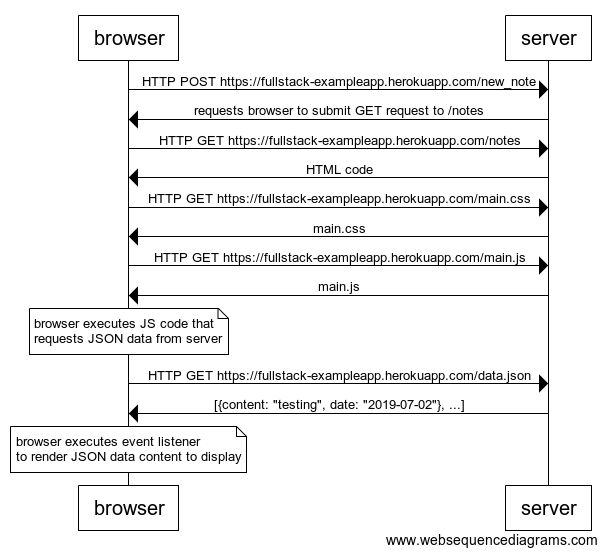 browser
server
HTTP POST https://fullstack-exampleapp.herokuapp.com/new_note
requests browser to submit GET request to /notes
HTTP GET https://fullstack-exampleapp.herokuapp.com/notes
HTML code
HTTP GET https://fullstack-exampleapp.herokuapp.com/main.css
main.css
HTTP GET https://fullstack-exampleapp.herokuapp.com/main.js
main.js
browser executes JS code that
requests JSON data from server
HTTP GET https://fullstack-exampleapp.herokuapp.com/data.json
[{content: "testing", date: "2019-07-02"}, ...]
browser executes event listener
to render JSON data content to display
browser
server
www.websequencediagrams.com